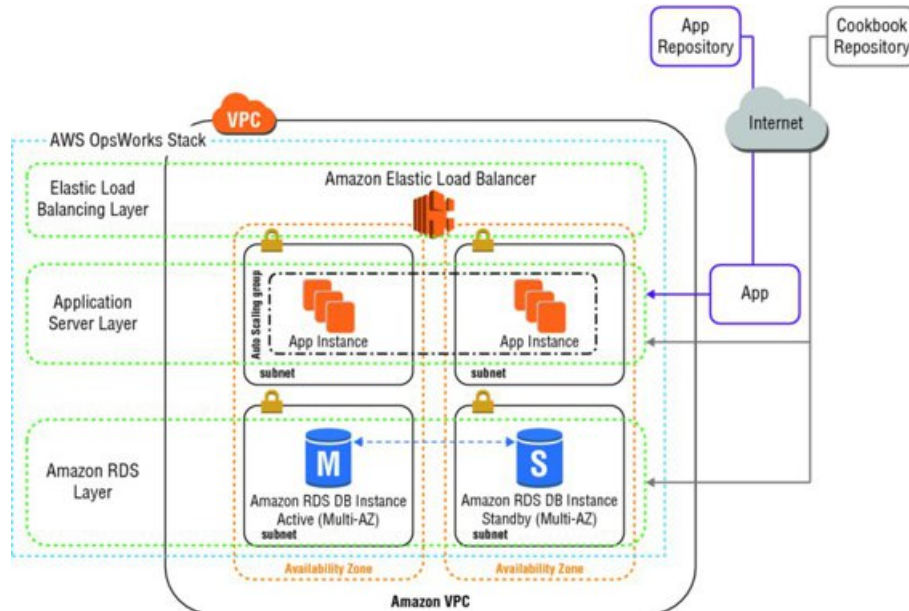 App
Repository
Cookbook
Repository
Internet
VPC
AWS OpsWorks Stack
Elastic Load
Balancing Layer
Amazon Elastic Load Balancer
Application
Server Layer
Auto Scaling group
App Instance
App Instance
subnet
subnet
App
Amazon RDS
Layer
M
S
Amazon RDS DB Instance
Active (Multi-AZ)
Amazon RDS DB Instance
Standby (Multi-AZ)
subnet
subnet
Availability Zone
Availability Zone
Amazon VPC